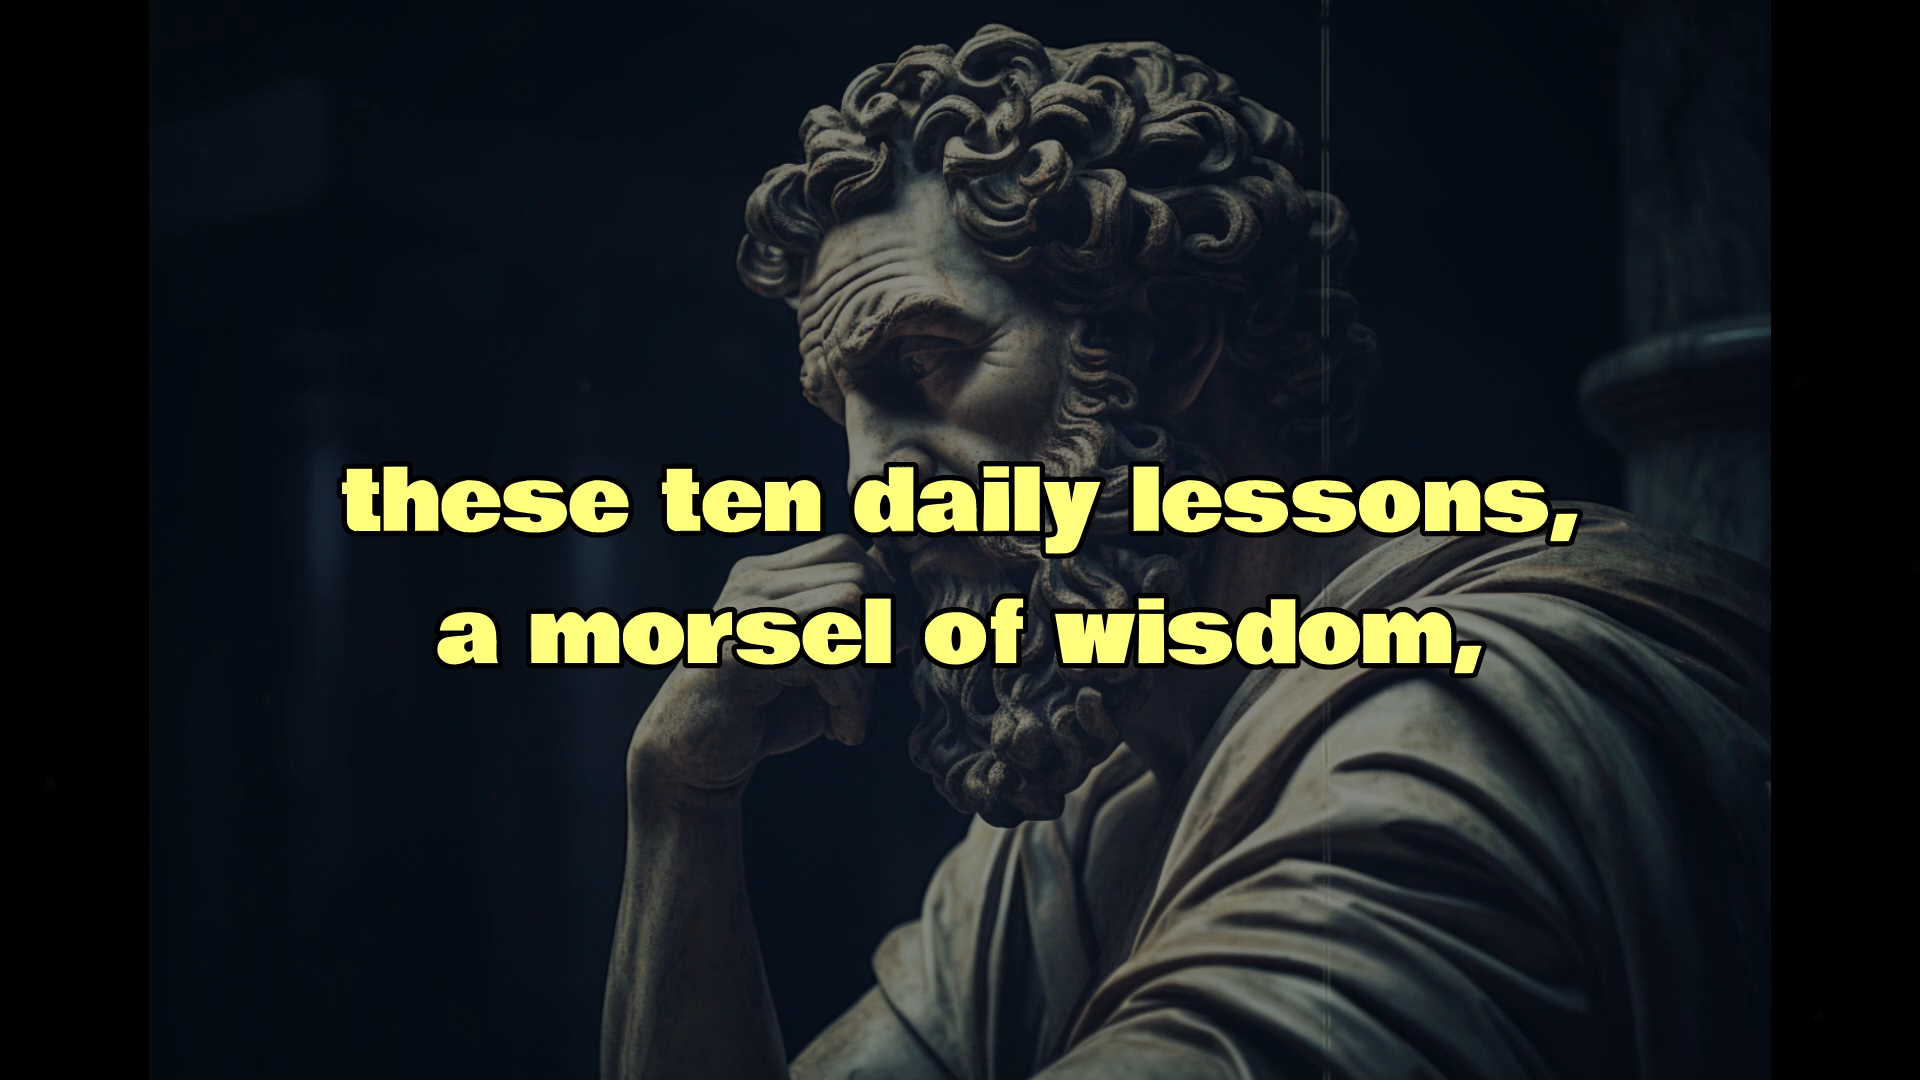 these ten daily lessons,
a morsel of wisdom,